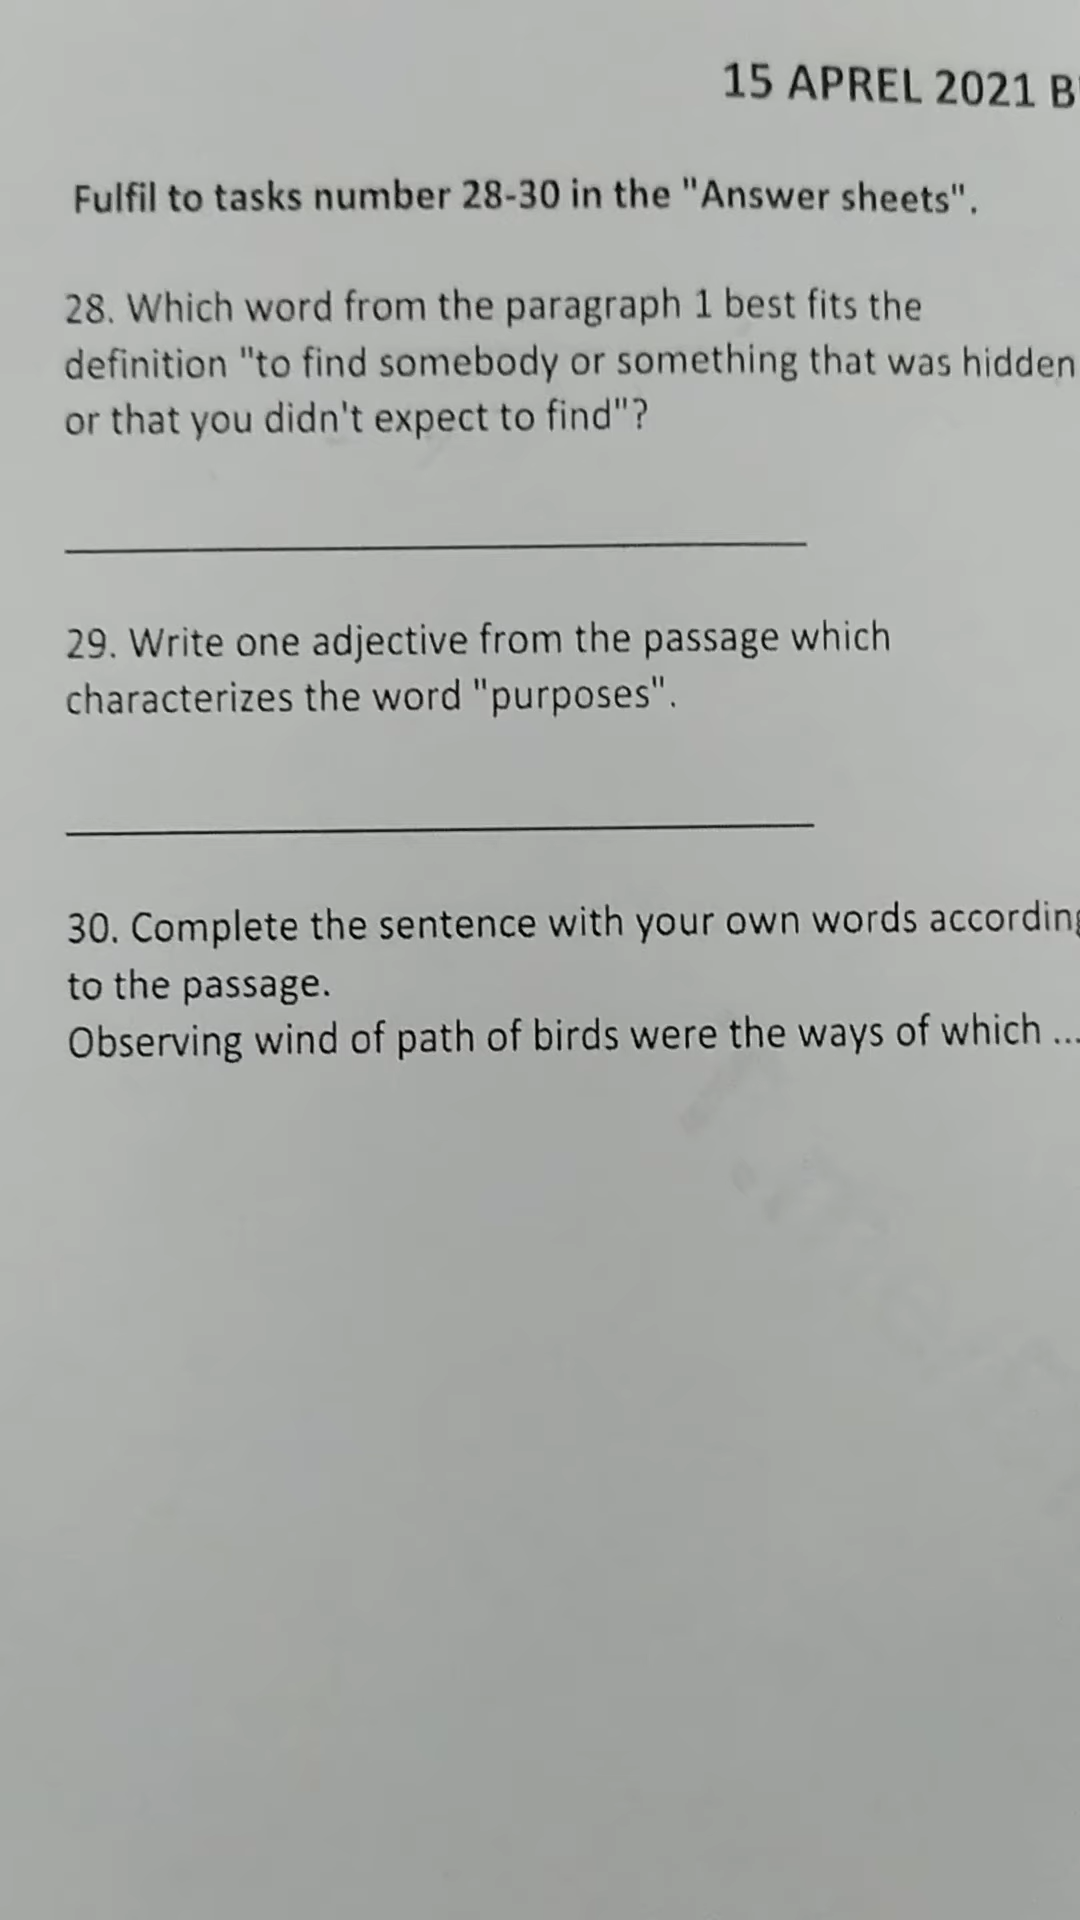 15 APREL 2021 B
Fulfil to tasks number 28-30 in the "Answer sheets".
28. Which word from the paragraph 1 best fits the
definition "to find somebody or something that was hidden
or that you didn't expect to find"?
29. Write one adjective from the passage which
characterizes the word "purposes".
30. Complete the sentence with your own words according
to the passage.
Observing wind of path of birds were the ways of which ...